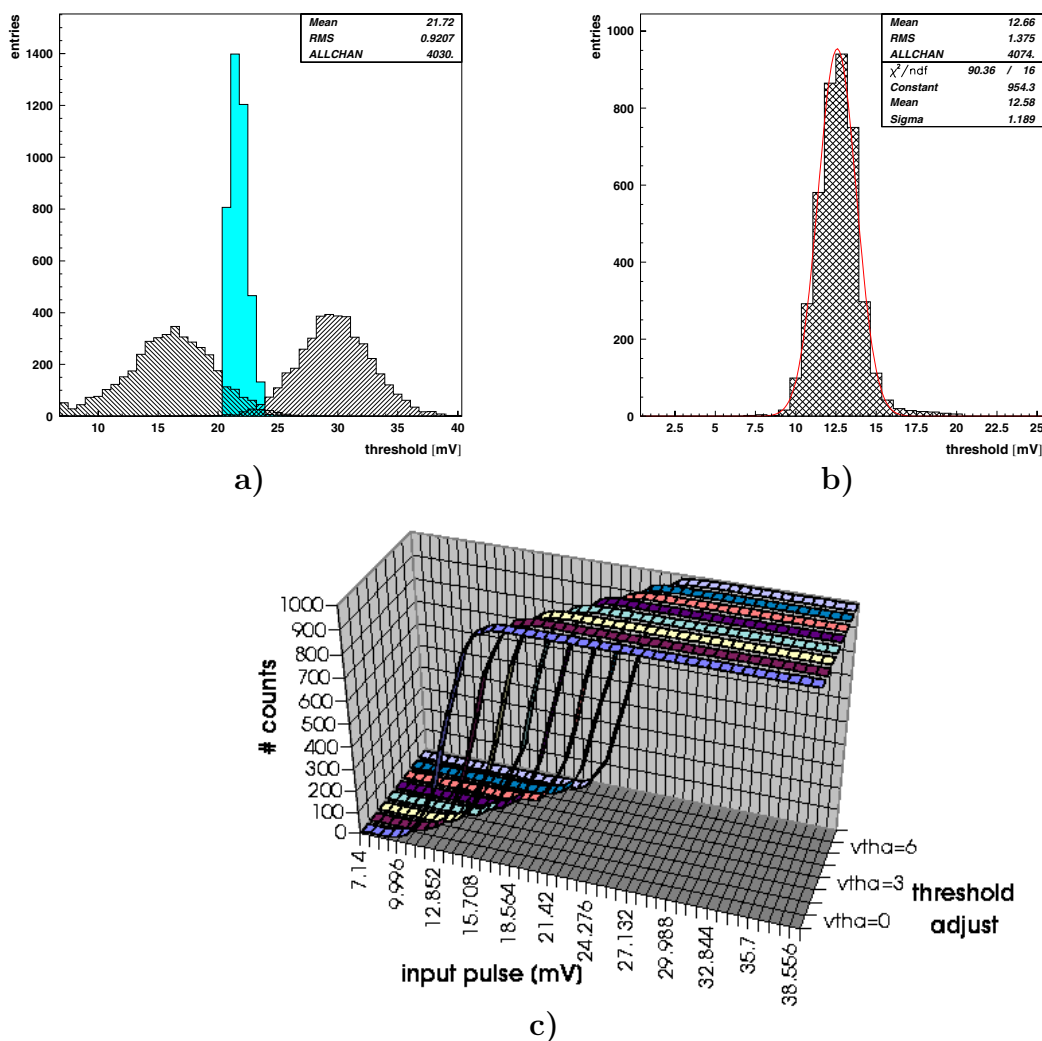 entries
Mean 21.72
RMS 0.9207
ALLCHAN 4030.
1400
1200
1000
800
600
400
200
0
10 15 20 25 30 35 40
threshold [mV]
a)
entries
Mean 12.66
RMS 1.375
ALLCHAN 4074.
χ²/ndf 90.36 / 16
Constant 954.3
Mean 12.58
Sigma 1.189
1000
800
600
400
200
0
2.5 5 7.5 10 12.5 15 17.5 20 22.5 25
threshold [mV]
b)
# counts
1000
900
800
700
600
500
400
300
200
100
0
7.14 9.996 12.852 15.708 18.564 21.42 24.276 27.132 29.988 32.844 35.7 38.556
input pulse (mV)
vtha=6
vtha=3
vtha=0
threshold
adjust
c)